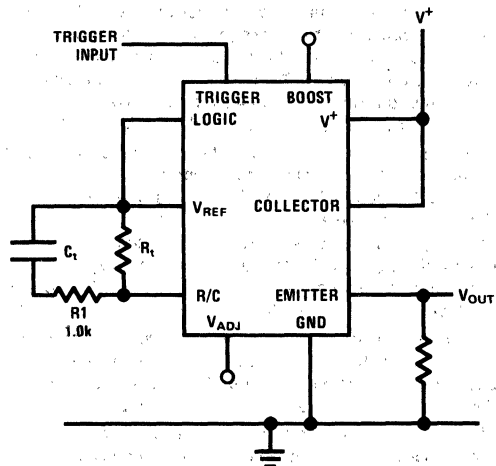 V+
TRIGGER
INPUT
TRIGGER BOOST
LOGIC V+
VREF COLLECTOR
Ct Rt
R/C EMITTER VOUT
R1
1.0k
VADJ GND